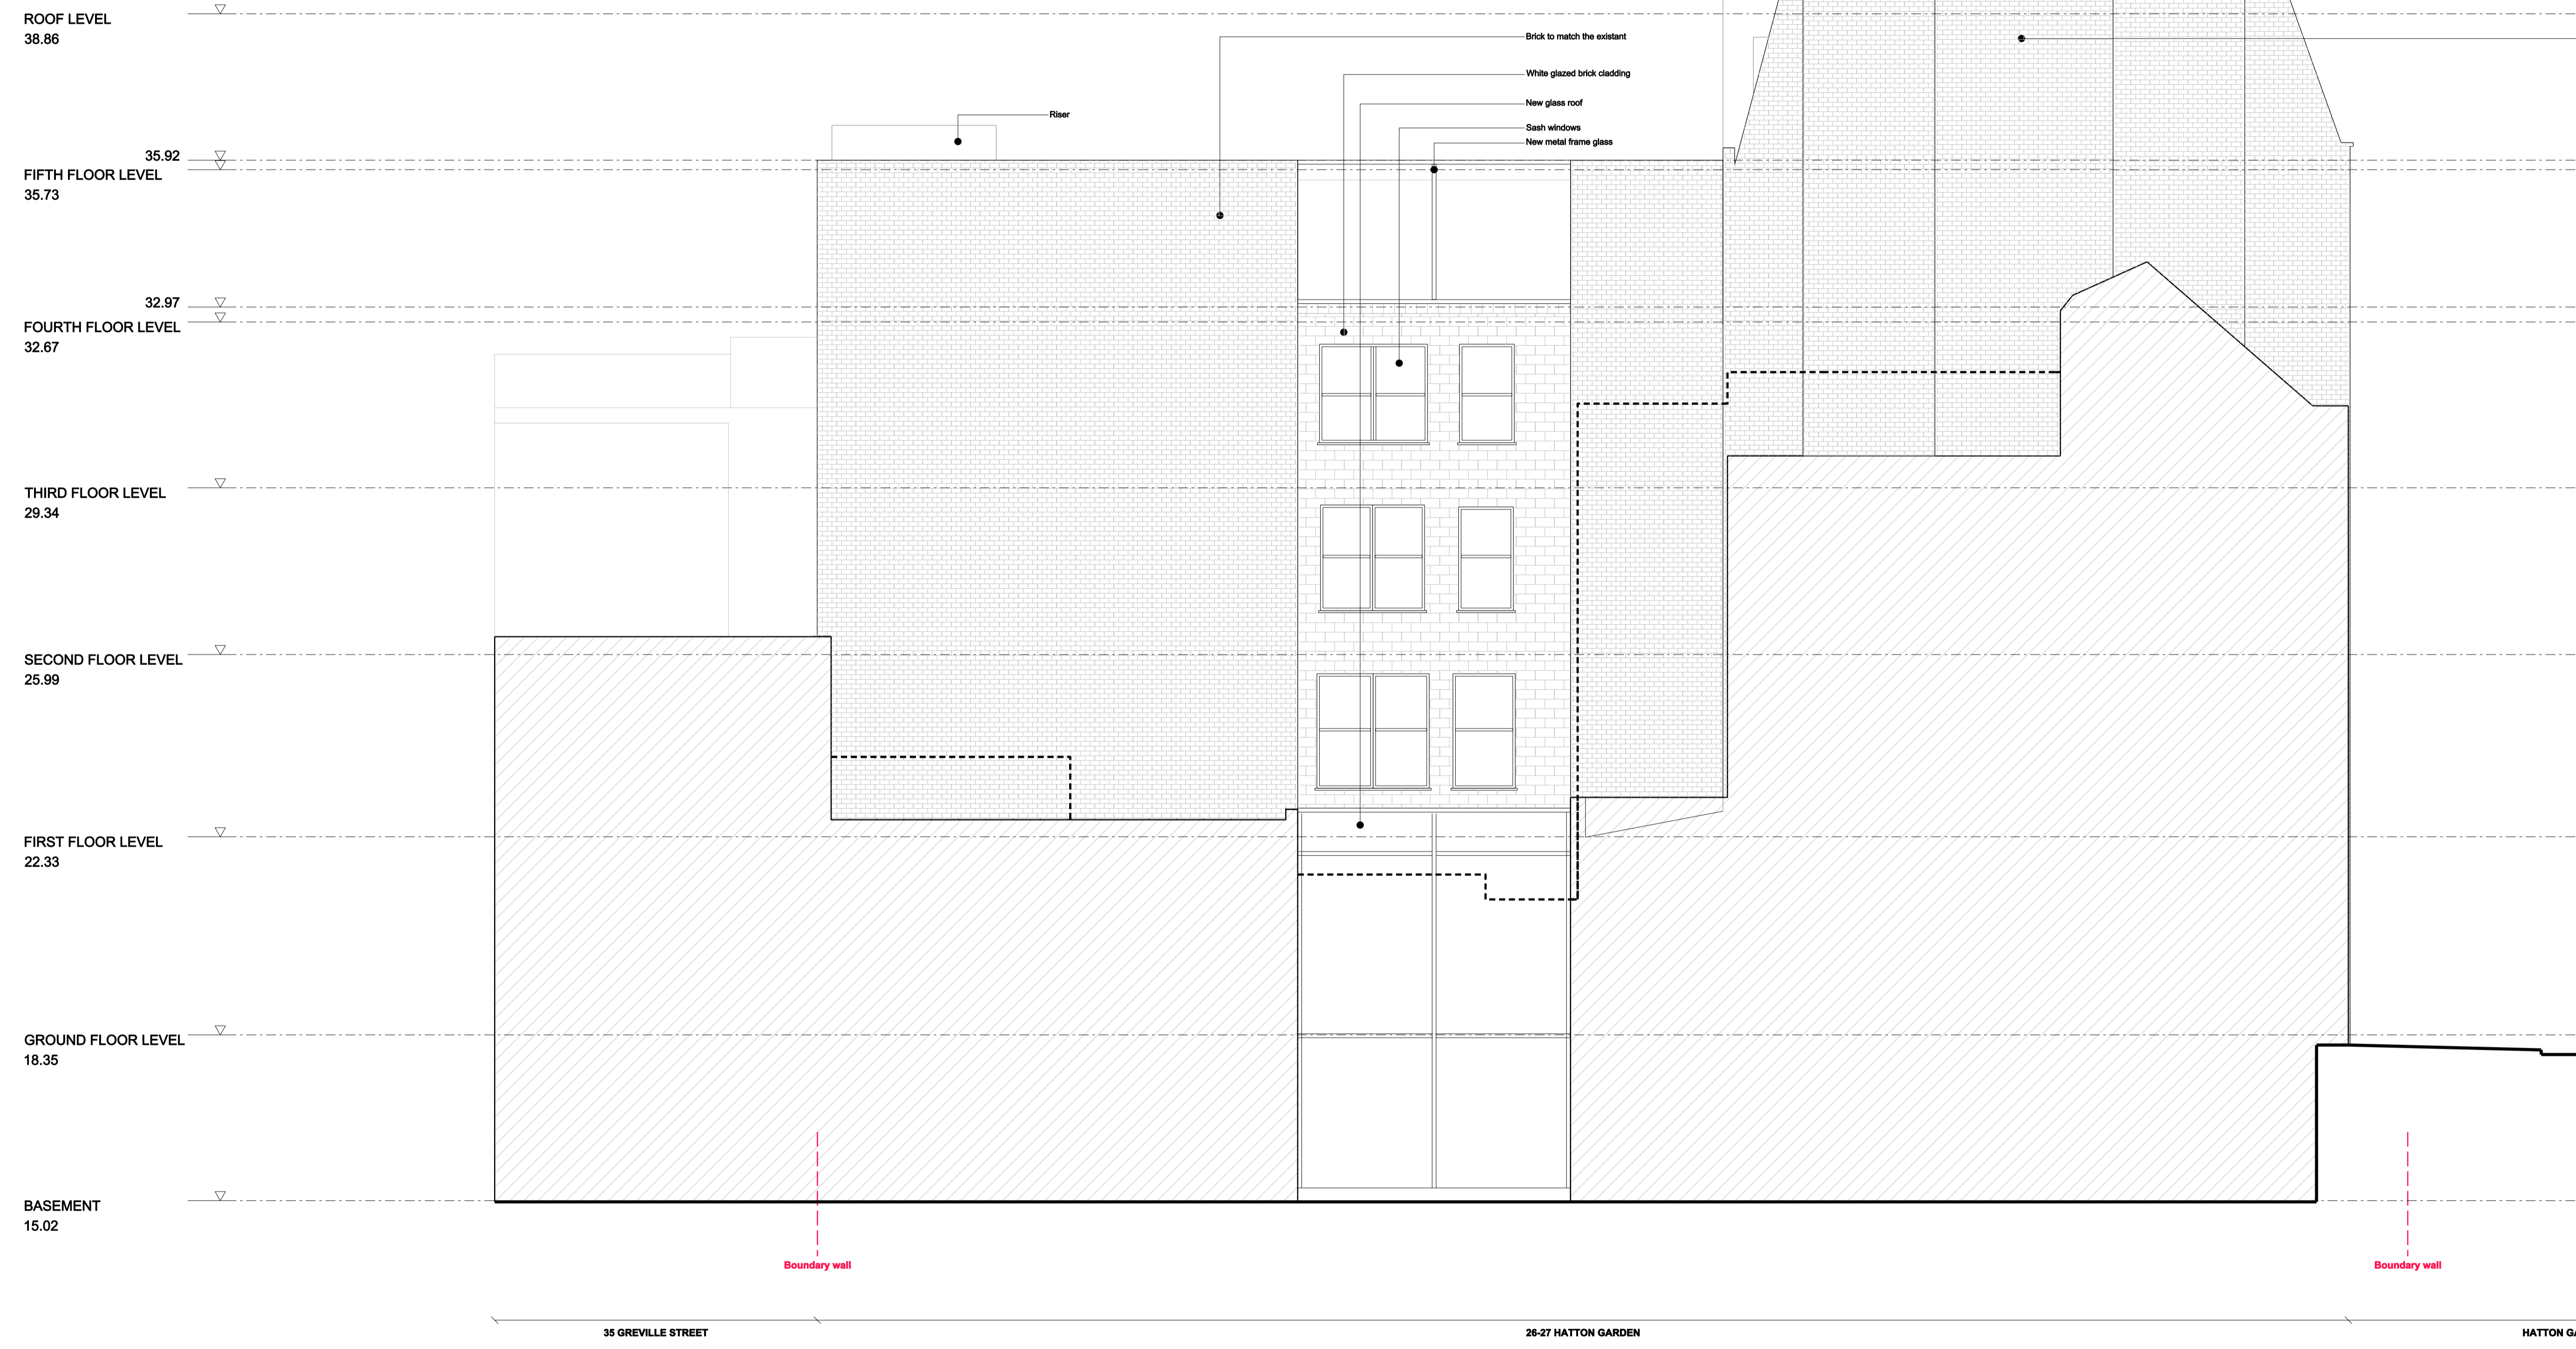 ROOF LEVEL
38.86
Brick to match the existant
White glazed brick cladding
New glass roof
Riser
Sash windows
New metal frame glass
35.92
FIFTH FLOOR LEVEL
35.73
32.97
FOURTH FLOOR LEVEL
32.67
THIRD FLOOR LEVEL
29.34
SECOND FLOOR LEVEL
25.99
FIRST FLOOR LEVEL
22.33
GROUND FLOOR LEVEL
18.35
BASEMENT
15.02
Boundary wall
Boundary wall
35 GREVILLE STREET
26-27 HATTON GARDEN
HATTON